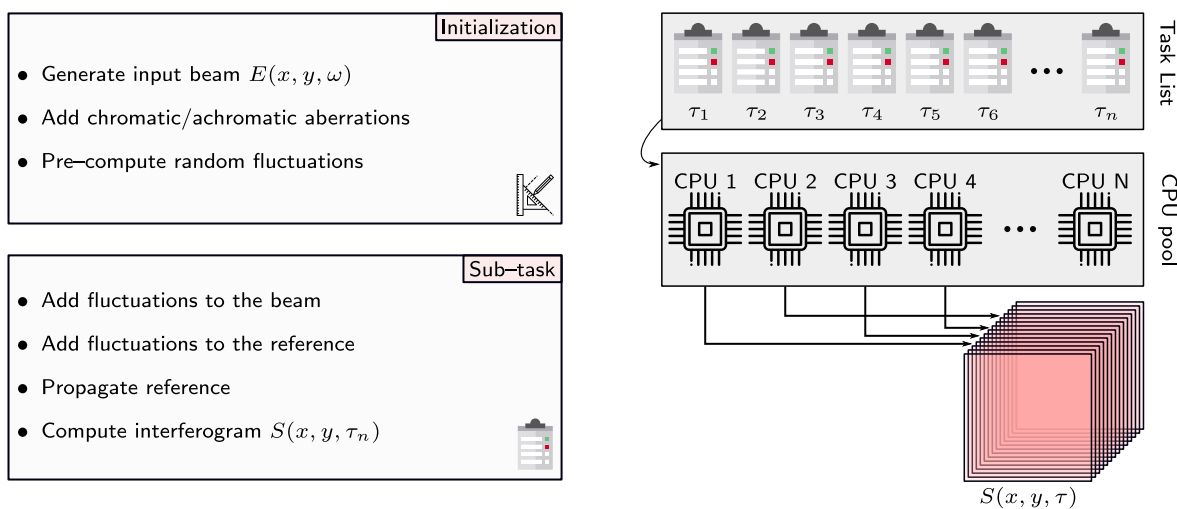 Initialization
• Generate input beam E(x, y, ω)
• Add chromatic/achromatic aberrations
• Pre–compute random fluctuations
Sub–task
• Add fluctuations to the beam
• Add fluctuations to the reference
• Propagate reference
• Compute interferogram S(x, y, τₙ)
Task List
τ₁ τ₂ τ₃ τ₄ τ₅ τ₆ ••• τₙ
CPU pool
CPU 1 CPU 2 CPU 3 CPU 4 ••• CPU N
S(x, y, τ)